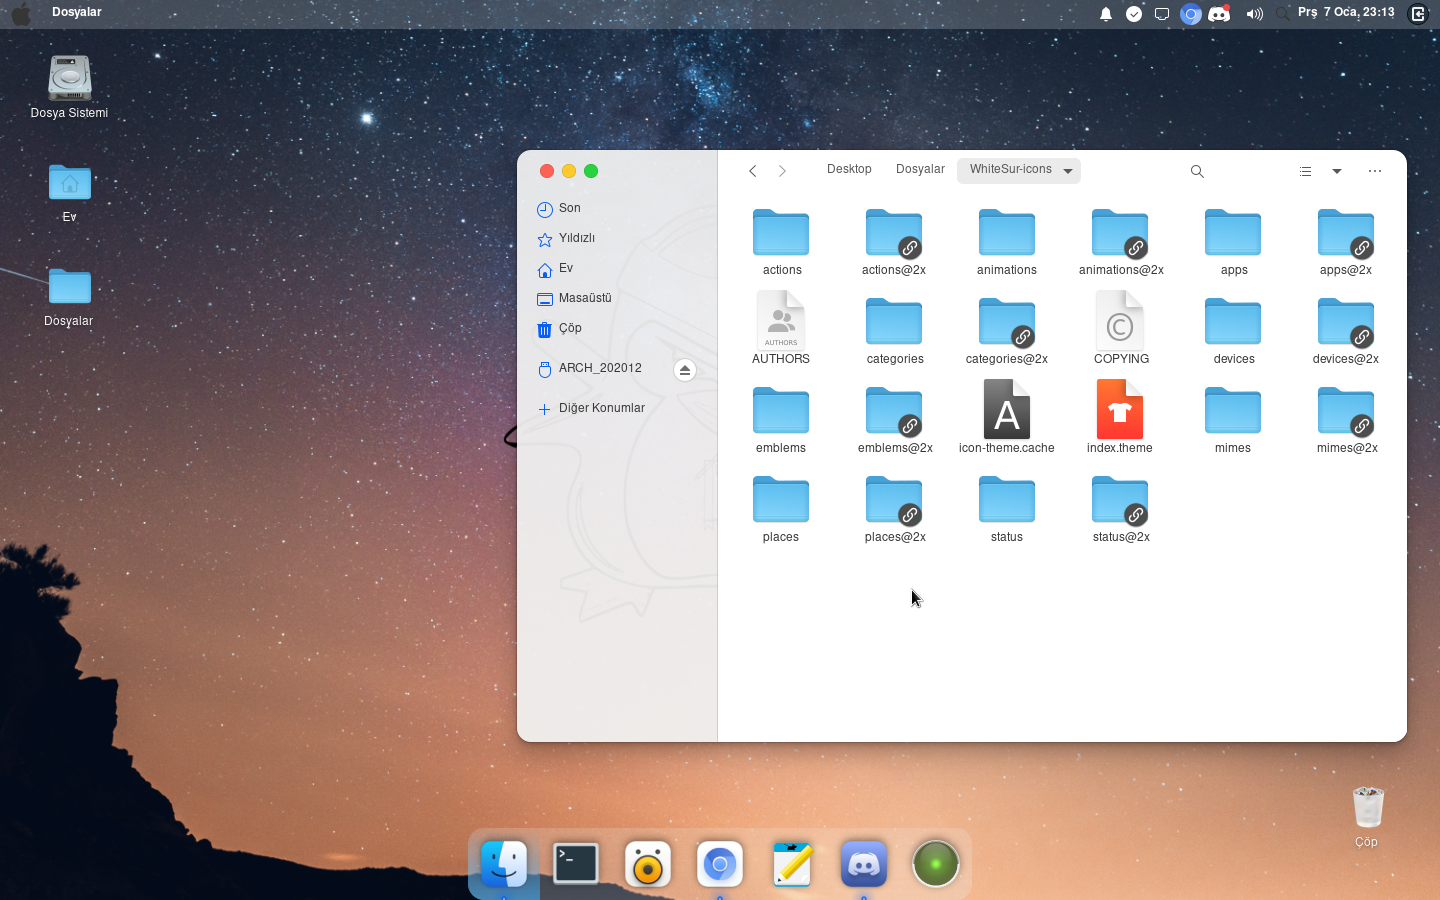 Dosyalar
Prş 7 Oca, 23:13
Dosya Sistemi
Ev
Dosyalar
Son
Yıldızlı
Ev
Masaüstü
Çöp
ARCH_202012
Diğer Konumlar
Desktop Dosyalar WhiteSur-icons
actions actions@2x animations animations@2x apps apps@2x
AUTHORS
AUTHORS categories categories@2x COPYING devices devices@2x
emblems emblems@2x icon-theme.cache index.theme mimes mimes@2x
places places@2x status status@2x
Çöp